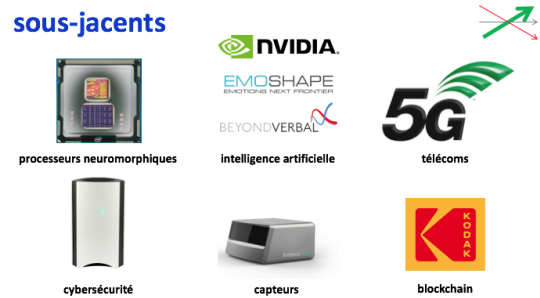 sous-jacents
NVIDIA.
EMOSHAPE
EMOTIONS NEXT FRONTIER
BEYONDVERBAL
5G
processeurs neuromorphiques
intelligence artificielle
télécoms
KODAK
cybersécurité
capteurs
blockchain